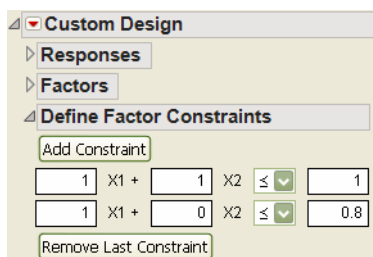 Custom Design
Responses
Factors
Define Factor Constraints
Add Constraint
1 X1 + 1 X2 ≤ 1
1 X1 + 0 X2 ≤ 0.8
Remove Last Constraint